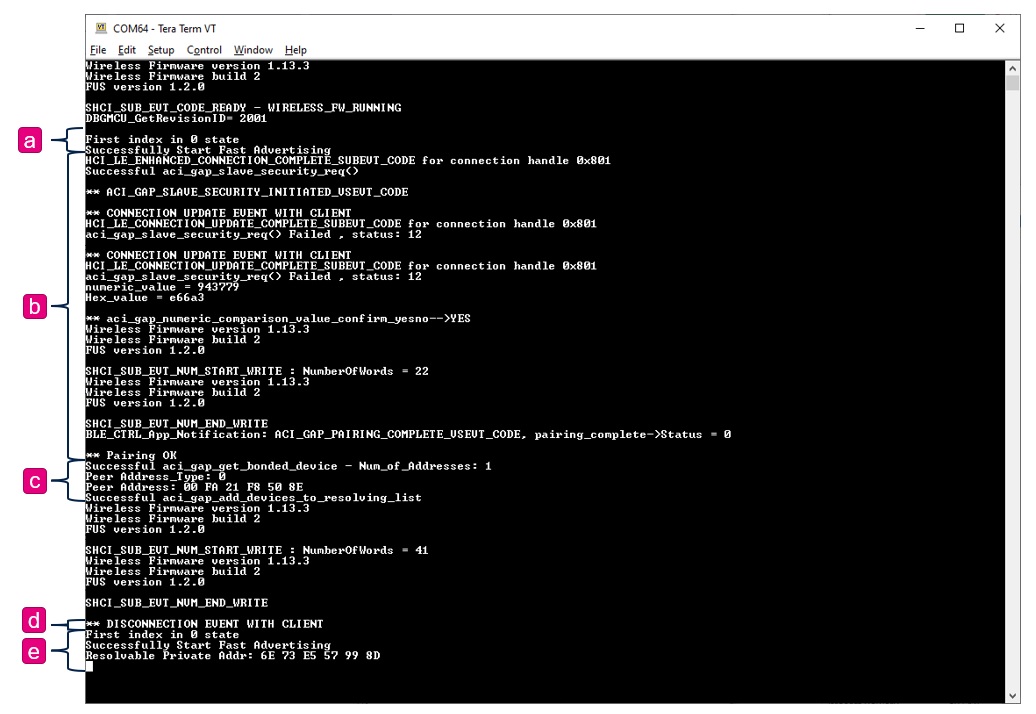 COM64 - Tera Term VT
File Edit Setup Control Window Help
Wireless Firmware version 1.13.3
Wireless Firmware build 2
FUS version 1.2.0
SHCI_SUB_EVT_CODE_READY - WIRELESS_FW_RUNNING
DBGMCU_GetRevisionID= 2001
a
First index in 0 state
Successfully Start Fast Advertising
b
HCI_LE_ENHANCED_CONNECTION_COMPLETE_SUBEVT_CODE for connection handle 0x801
Successful aci_gap_slave_security_req()
** ACI_GAP_SLAVE_SECURITY_INITIATED_VSEVT_CODE
** CONNECTION UPDATE EVENT WITH CLIENT
HCI_LE_CONNECTION_UPDATE_COMPLETE_SUBEVT_CODE for connection handle 0x801
aci_gap_slave_security_req() Failed , status: 12
** CONNECTION UPDATE EVENT WITH CLIENT
HCI_LE_CONNECTION_UPDATE_COMPLETE_SUBEVT_CODE for connection handle 0x801
aci_gap_slave_security_req() Failed , status: 12
numeric_value = 943779
Hex_value = e66a3
** aci_gap_numeric_comparison_value_confirm_yesno-->YES
Wireless Firmware version 1.13.3
Wireless Firmware build 2
FUS version 1.2.0
SHCI_SUB_EVT_NVM_START_WRITE : NumberOfWords = 22
Wireless Firmware version 1.13.3
Wireless Firmware build 2
FUS version 1.2.0
SHCI_SUB_EVT_NVM_END_WRITE
BLE_CTRL_App_Notification: ACI_GAP_PAIRING_COMPLETE_VSEVT_CODE, pairing_complete->Status = 0
** Pairing OK
c
Successful aci_gap_get_bonded_device - Num_of_Addresses: 1
Peer Address_Type: 0
Peer Address: 00 FA 21 F8 50 8E
Successful aci_gap_add_devices_to_resolving_list
Wireless Firmware version 1.13.3
Wireless Firmware build 2
FUS version 1.2.0
SHCI_SUB_EVT_NVM_START_WRITE : NumberOfWords = 41
Wireless Firmware version 1.13.3
Wireless Firmware build 2
FUS version 1.2.0
SHCI_SUB_EVT_NVM_END_WRITE
d
** DISCONNECTION EVENT WITH CLIENT
e
First index in 0 state
Successfully Start Fast Advertising
Resolvable Private Addr: 6E 73 E5 57 99 8D